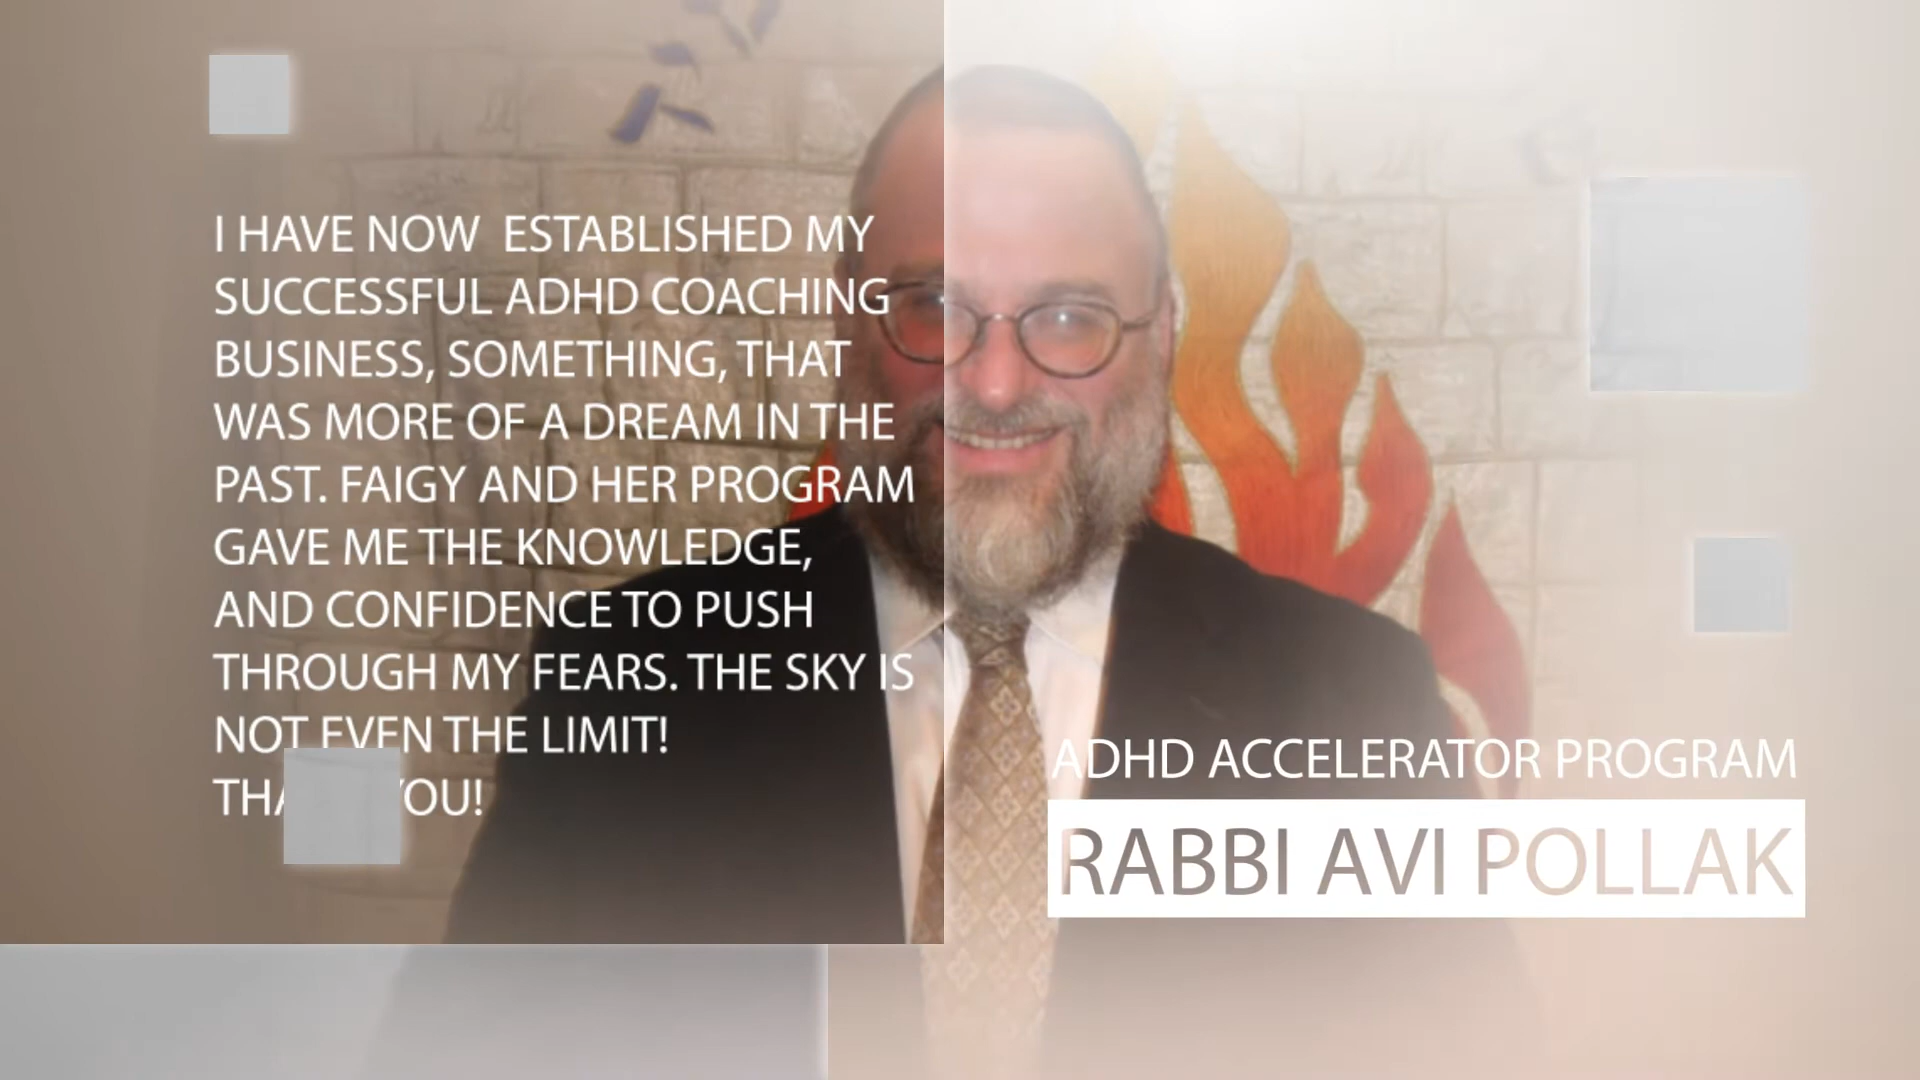 I HAVE NOW ESTABLISHED MY
SUCCESSFUL ADHD COACHING
BUSINESS, SOMETHING, THAT
WAS MORE OF A DREAM IN THE
PAST. FAIGY AND HER PROGRAM
GAVE ME THE KNOWLEDGE,
AND CONFIDENCE TO PUSH
THROUGH MY FEARS. THE SKY IS
NOT EVEN THE LIMIT!
ADHD ACCELERATOR PROGRAM
RABBI AVI POLLAK